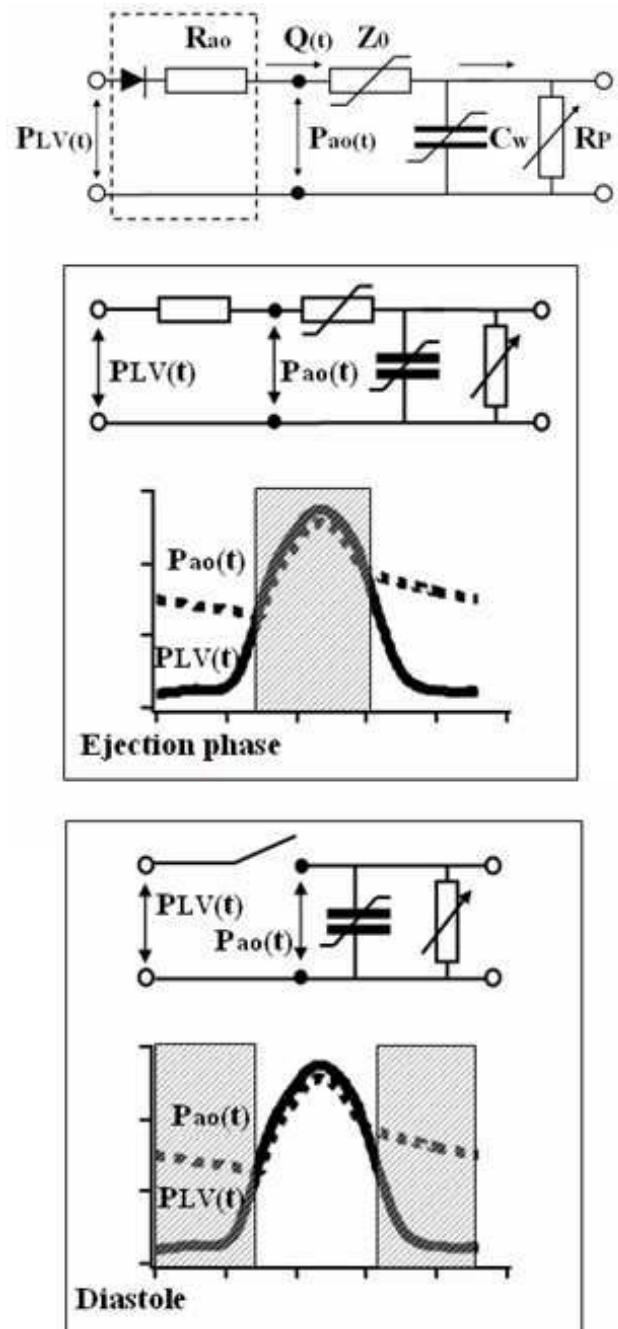 Rao Q(t) Z0
PLV(t) Pao(t) Cw RP
PLV(t) Pao(t)
Pao(t)
PLV(t)
Ejection phase
PLV(t)
Pao(t)
Pao(t)
PLV(t)
Diastole